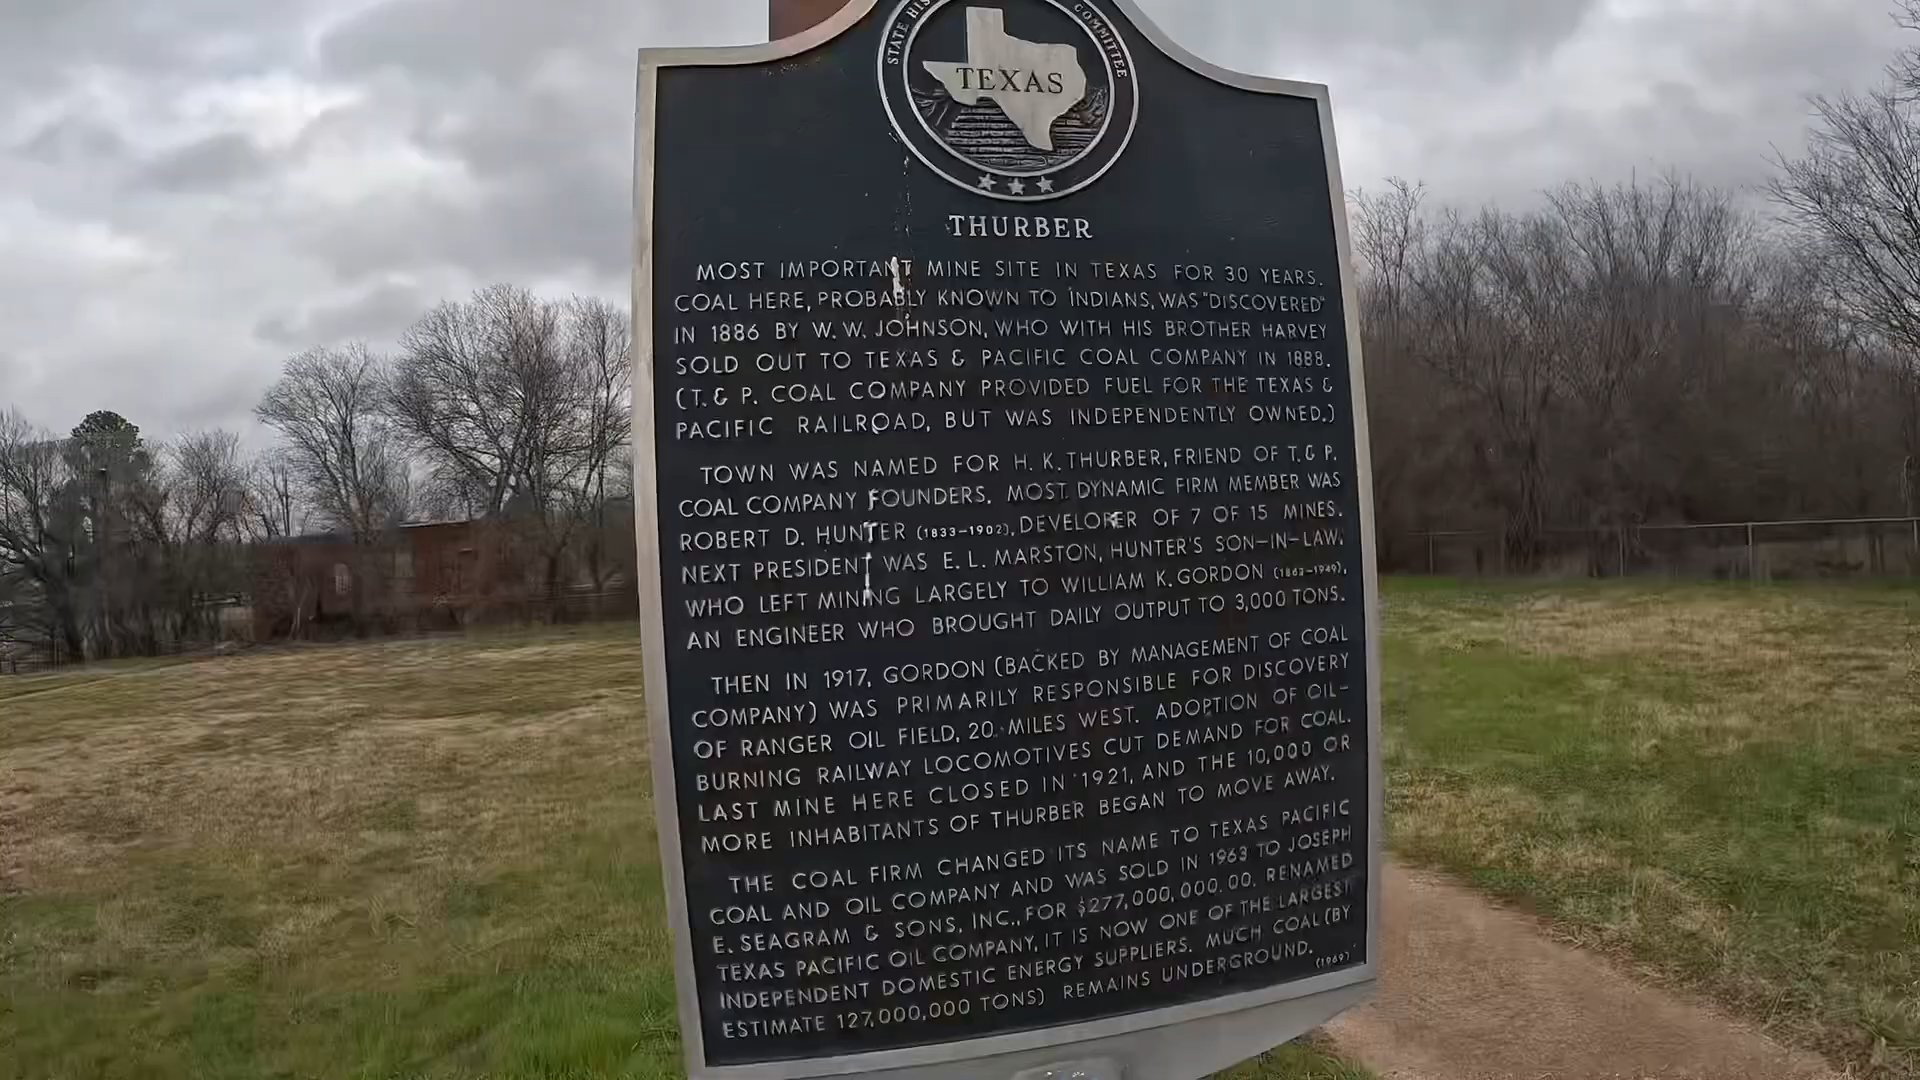 STATE HIS
COMMITTEE
TEXAS
THURBER
MOST IMPORTANT MINE SITE IN TEXAS FOR 30 YEARS.
COAL HERE, PROBABLY KNOWN TO INDIANS, WAS "DISCOVERED"
IN 1886 BY W. W. JOHNSON, WHO WITH HIS BROTHER HARVEY
SOLD OUT TO TEXAS & PACIFIC COAL COMPANY IN 1888.
(T. & P. COAL COMPANY PROVIDED FUEL FOR THE TEXAS &
PACIFIC RAILROAD, BUT WAS INDEPENDENTLY OWNED.)
TOWN WAS NAMED FOR H. K. THURBER, FRIEND OF T. & P.
COAL COMPANY FOUNDERS. MOST DYNAMIC FIRM MEMBER WAS
ROBERT D. HUNTER (1833-1902), DEVELOPER OF 7 OF 15 MINES.
NEXT PRESIDENT WAS E. L. MARSTON, HUNTER'S SON-IN-LAW,
WHO LEFT MINING LARGELY TO WILLIAM K. GORDON (1862-1949),
AN ENGINEER WHO BROUGHT DAILY OUTPUT TO 3,000 TONS.
THEN IN 1917, GORDON (BACKED BY MANAGEMENT OF COAL
COMPANY) WAS PRIMARILY RESPONSIBLE FOR DISCOVERY
OF RANGER OIL FIELD, 20 MILES WEST. ADOPTION OF OIL-
BURNING RAILWAY LOCOMOTIVES CUT DEMAND FOR COAL.
LAST MINE HERE CLOSED IN 1921, AND THE 10,000 OR
MORE INHABITANTS OF THURBER BEGAN TO MOVE AWAY.
THE COAL FIRM CHANGED ITS NAME TO TEXAS PACIFIC
COAL AND OIL COMPANY AND WAS SOLD IN 1963 TO JOSEPH
E. SEAGRAM & SONS, INC., FOR $277,000,000.00. RENAMED
TEXAS PACIFIC OIL COMPANY, IT IS NOW ONE OF THE LARGEST
INDEPENDENT DOMESTIC ENERGY SUPPLIERS. MUCH COAL (BY
ESTIMATE 127,000,000 TONS) REMAINS UNDERGROUND.
(1969)